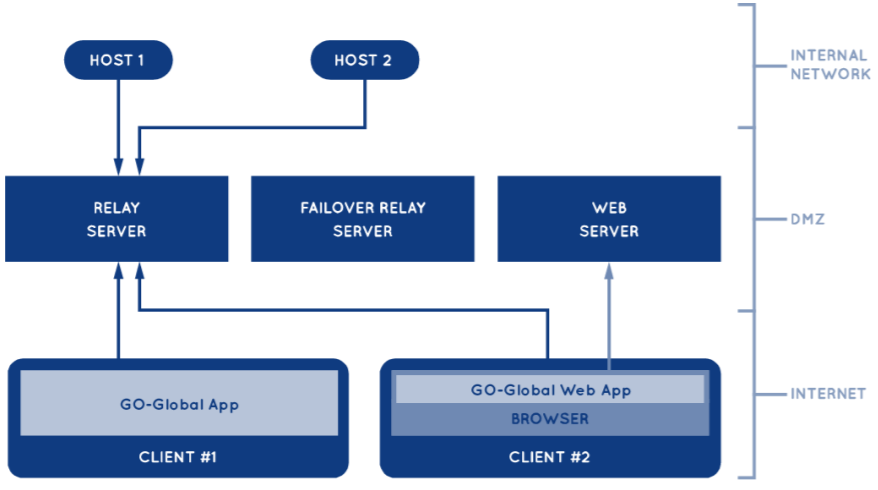 HOST 1
HOST 2
INTERNAL
NETWORK
RELAY
SERVER
FAILOVER RELAY
SERVER
WEB
SERVER
DMZ
GO-Global App
CLIENT #1
GO-Global Web App
BROWSER
CLIENT #2
INTERNET